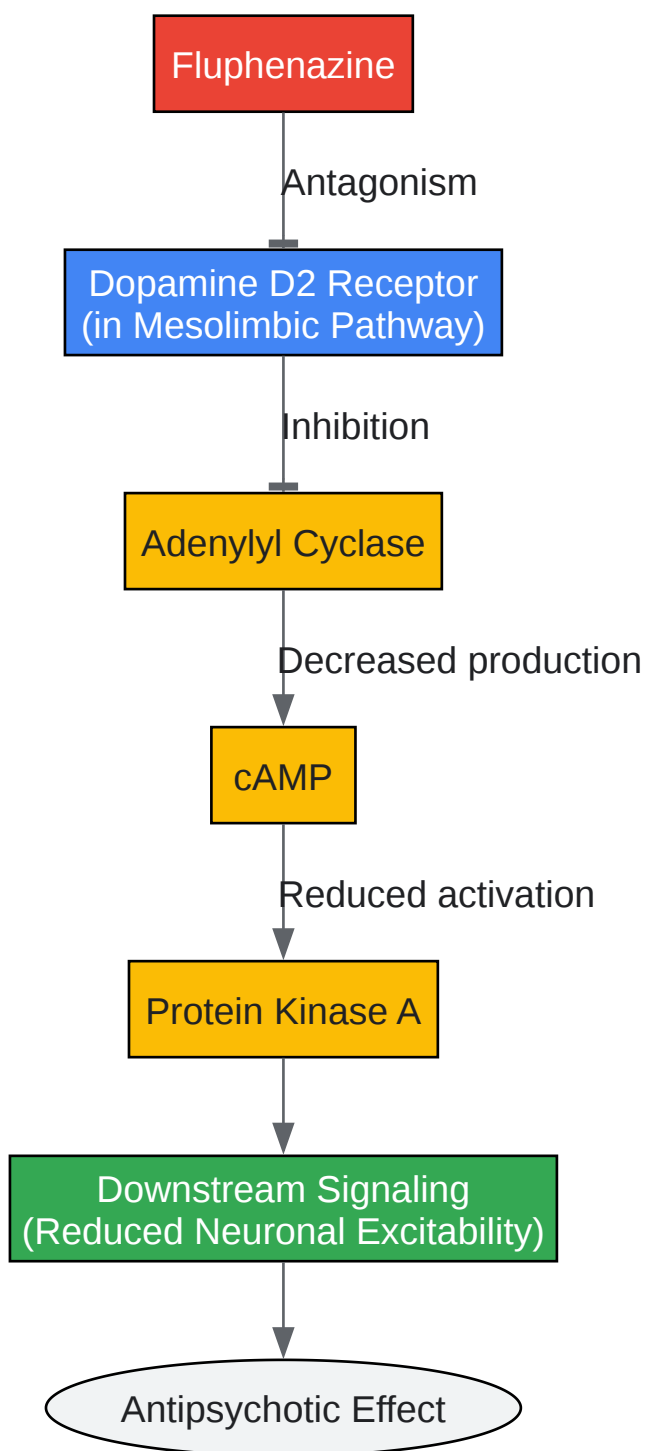 Fluphenazine
Antagonism
Dopamine D2 Receptor
(in Mesolimbic Pathway)
Inhibition
Adenylyl Cyclase
Decreased production
cAMP
Reduced activation
Protein Kinase A
Downstream Signaling
(Reduced Neuronal Excitability)
Antipsychotic Effect